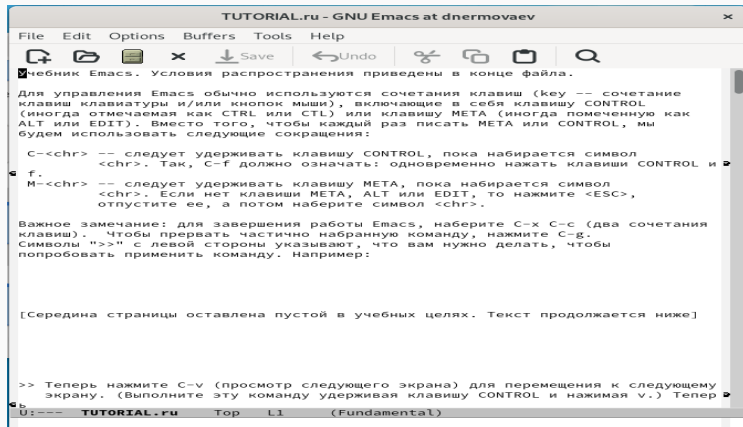 TUTORIAL.ru - GNU Emacs at dnermovaev
File Edit Options Buffers Tools Help
Save Undo
Учебник Emacs. Условия распространения приведены в конце файла.
Для управления Emacs обычно используются сочетания клавиш (key -- сочетание
клавиш клавиатуры и/или кнопок мыши), включающие в себя клавишу CONTROL
(иногда отмечаемая как CTRL или CTL) или клавишу META (иногда помеченную как
ALT или EDIT). Вместо того, чтобы каждый раз писать META или CONTROL, мы
будем использовать следующие сокращения:
C-<chr> -- следует удерживать клавишу CONTROL, пока набирается символ
<chr>. Так, C-f должно означать: одновременно нажать клавиши CONTROL и
f.
M-<chr> -- следует удерживать клавишу META, пока набирается символ
<chr>. Если нет клавиши META, ALT или EDIT, то нажмите <ESC>,
отпустите ее, а потом наберите символ <chr>.
Важное замечание: для завершения работы Emacs, наберите C-x C-c (два сочетания
клавиш). Чтобы прервать частично набранную команду, нажмите C-g.
Символы ">>" с левой стороны указывают, что вам нужно делать, чтобы
попробовать применить команду. Например:
[Середина страницы оставлена пустой в учебных целях. Текст продолжается ниже]
>> Теперь нажмите C-v (просмотр следующего экрана) для перемещения к следующему
экрану. (Выполните эту команду удерживая клавишу CONTROL и нажимая v.) Тепер
ь
U:--- TUTORIAL.ru Top L1 (Fundamental)